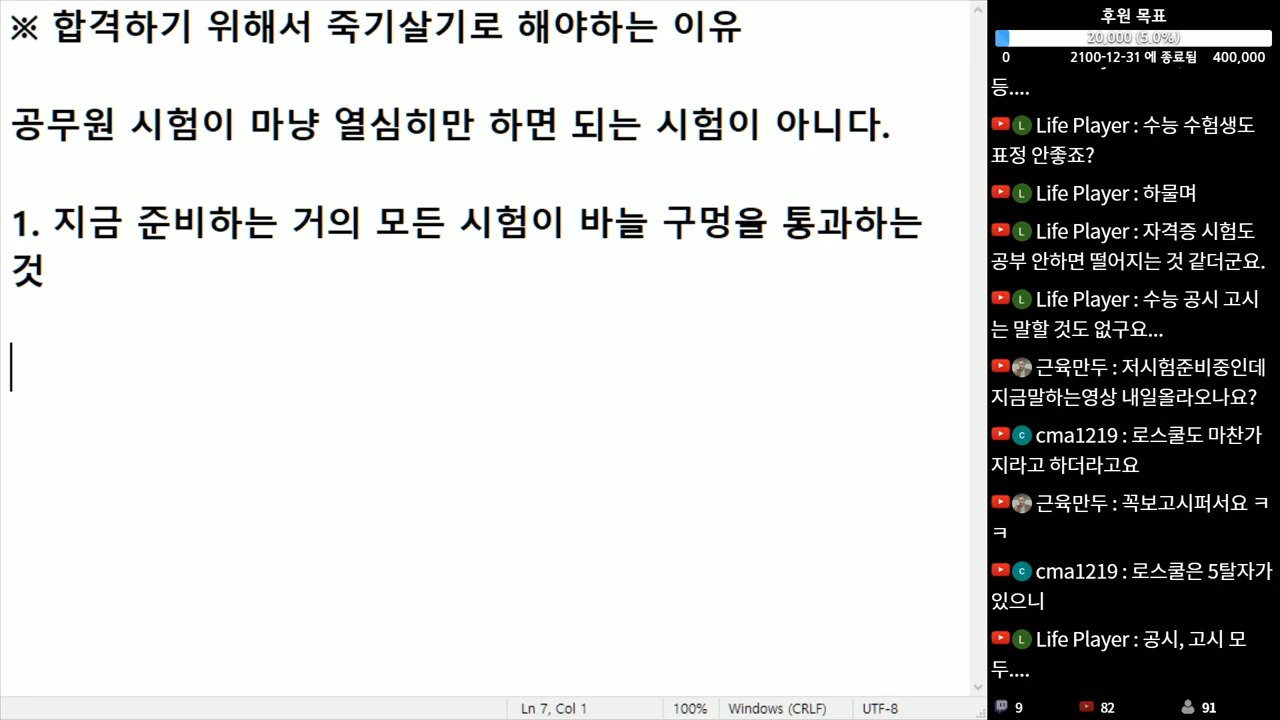 ※ 합격하기 위해서 죽기살기로 해야하는 이유
공무원 시험이 마냥 열심히만 하면 되는 시험이 아니다.
1. 지금 준비하는 거의 모든 시험이 바늘 구멍을 통과하는
것
Ln 7, Col 1
100%
Windows (CRLF)
UTF-8
후원 목표
20,000 (5.0%)
0 2100-12-31 에 종료됨 400,000
등....
Life Player : 수능 수험생도
표정 안좋죠?
Life Player : 하물며
Life Player : 자격증 시험도
공부 안하면 떨어지는 것 같더군요.
Life Player : 수능 공시 고시
는 말할 것도 없구요...
근육만두 : 저시험준비중인데
지금말하는영상 내일올라오나요?
cma1219 : 로스쿨도 마찬가
지라고 하더라고요
근육만두 : 꼭보고시퍼서요 ㅋ
ㅋ
cma1219 : 로스쿨은 5탈자가
있으니
Life Player : 공시, 고시 모
두....
9 82 91